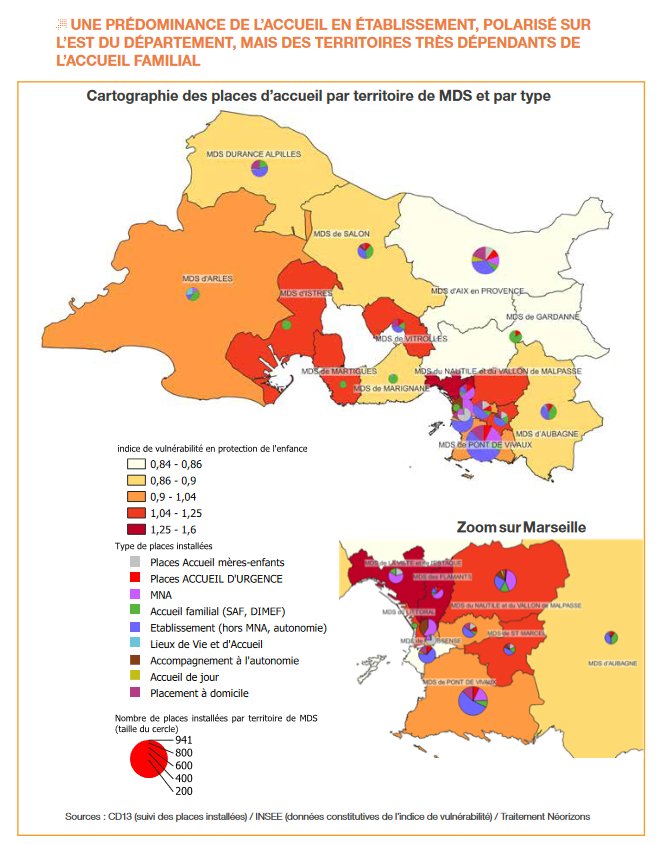 UNE PRÉDOMINANCE DE L'ACCUEIL EN ÉTABLISSEMENT, POLARISÉ SUR
L'EST DU DÉPARTEMENT, MAIS DES TERRITOIRES TRÈS DÉPENDANTS DE
L'ACCUEIL FAMILIAL
Cartographie des places d'accueil par territoire de MDS et par type
MDS DURANCE ALPILLES
MDS de SALON
MDS d'ARLES
MDS d'ISTRES
MDS d'AIX EN PROVENCE
MDS de GARDANNE
MDS de VITROLLES
MDS de MARTIGUES
MDS du NAUTILE et du VALLON de MALPASSE
MDS de MARIGNANE
MDS d'AUBAGNE
MDS de PONT DE VIVAUX
indice de vulnérabilité en protection de l'enfance
0,84 - 0,86
0,86 - 0,9
0,9 - 1,04
1,04 - 1,25
1,25 - 1,6
Type de places installées
Places Accueil mères-enfants
Places ACCUEIL D'URGENCE
MNA
Accueil familial (SAF, DIMEF)
Etablissement (hors MNA, autonomie)
Lieux de Vie et d'Accueil
Accompagnement à l'autonomie
Accueil de jour
Placement à domicile
Nombre de places installées par territoire de MDS
(taille du cercle)
941
800
600
400
200
Zoom sur Marseille
MDS des FLAMANTS
MDS du NAUTILE et du VALLON de MALPASSE
MDS du LITTORAL
MDS de ST MARCEL
MDS d'AUBAGNE
MDS de PONT DE VIVAUX
Sources : CD13 (suivi des places installées) / INSEE (données constitutives de l'indice de vulnérabilité) / Traitement Néorizons